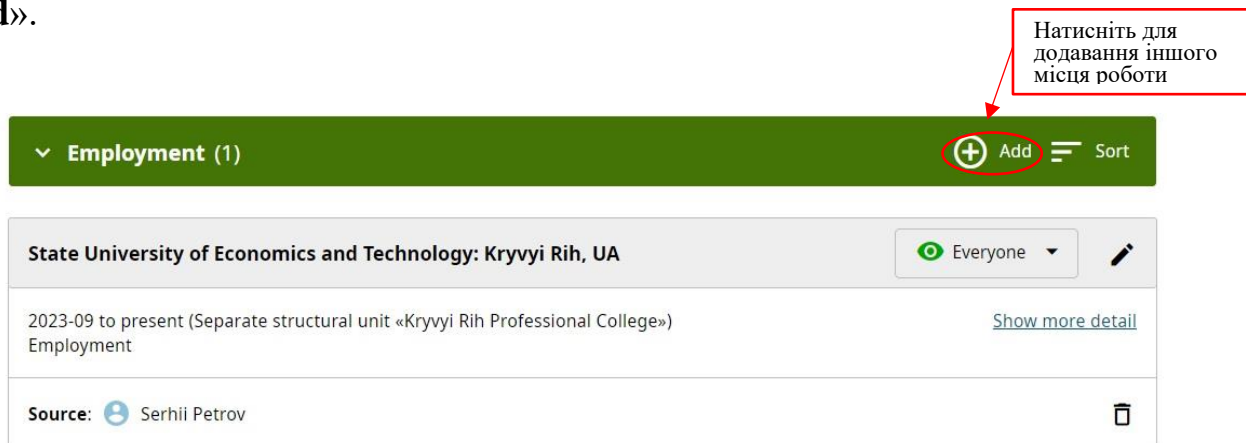 d».
Натисніть для
додавання іншого
місця роботи
Employment (1)
Add
Sort
State University of Economics and Technology: Kryvyi Rih, UA
Everyone
2023-09 to present (Separate structural unit «Kryvyi Rih Professional College»)
Show more detail
Employment
Source: Serhii Petrov